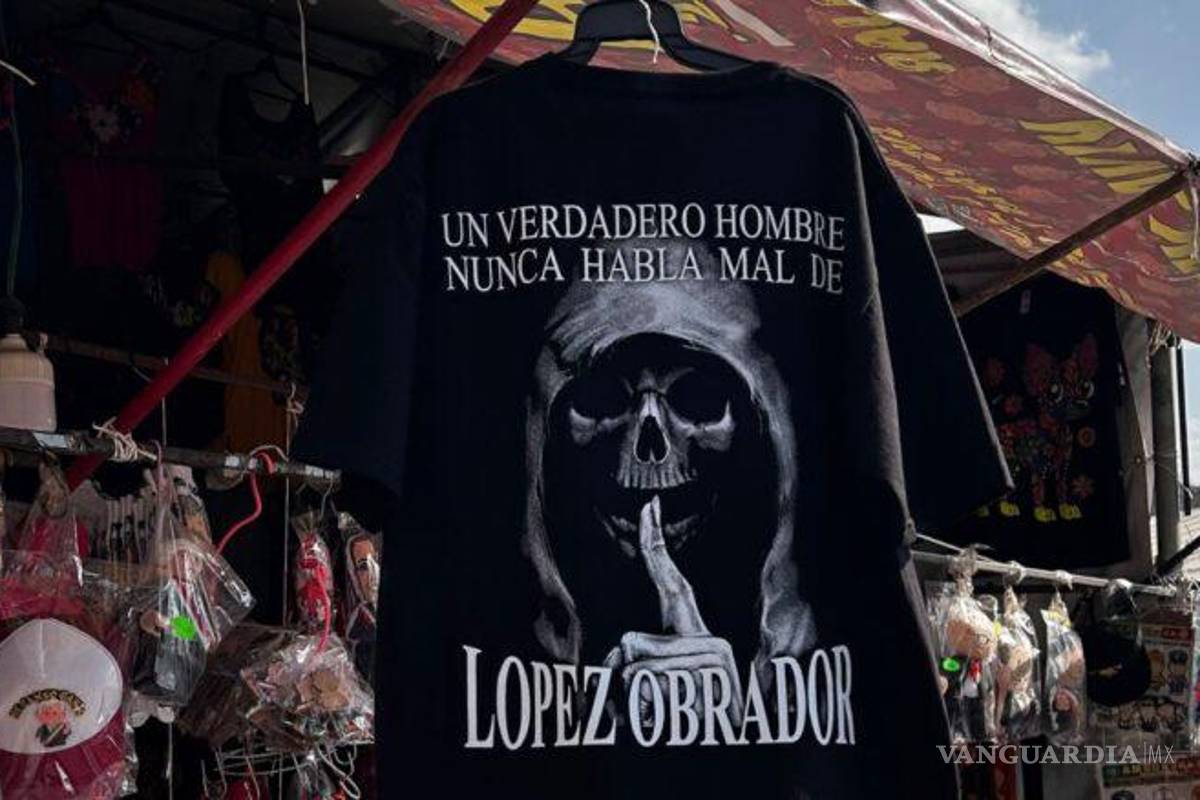 UN VERDADERO HOMBRE
NUNCA HABLA MAL DE
LOPEZ OBRADOR
VANGUARDIA|MX